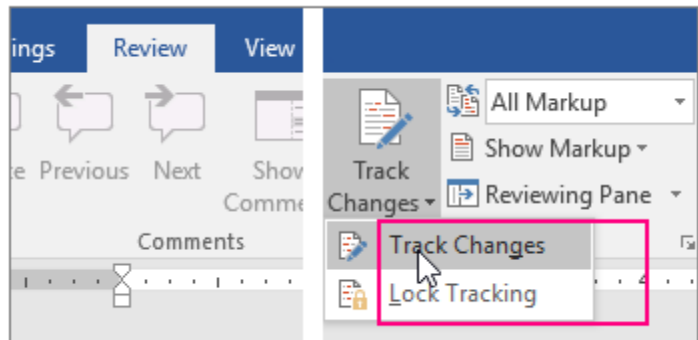 ings Review View
Previous Next Show
Comme
Comments
Track
Changes
All Markup
Show Markup
Reviewing Pane
Track Changes
Lock Tracking
4